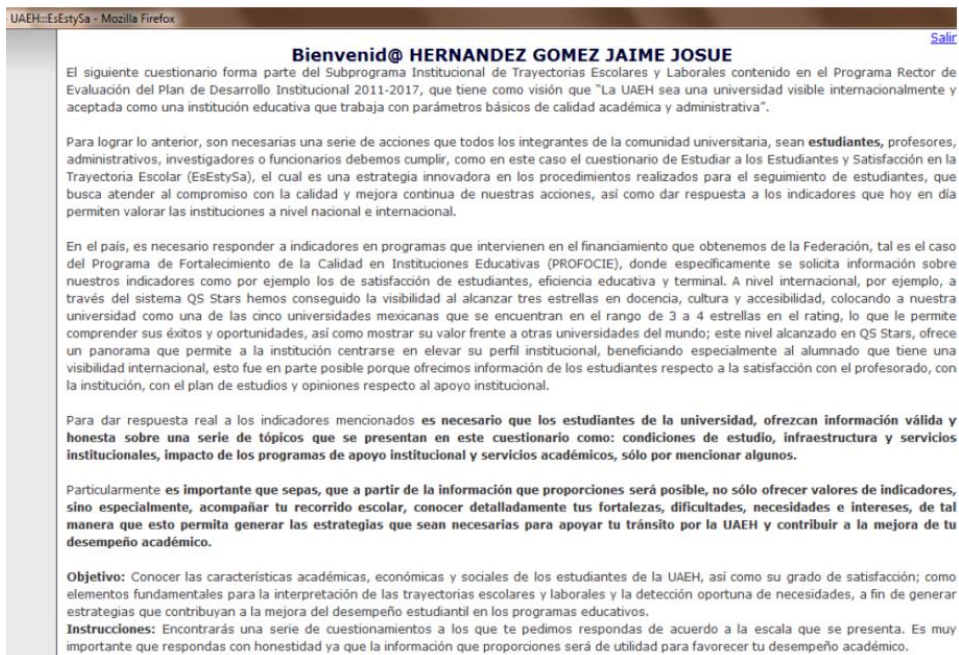 UAEH:::EsEstySa - Mozilla Firefox
Salir
Bienvenid@ HERNANDEZ GOMEZ JAIME JOSUE
El siguiente cuestionario forma parte del Subprograma Institucional de Trayectorias Escolares y Laborales contenido en el Programa Rector de
Evaluación del Plan de Desarrollo Institucional 2011-2017, que tiene como visión que "La UAEH sea una universidad visible internacionalmente y
aceptada como una institución educativa que trabaja con parámetros básicos de calidad académica y administrativa".
Para lograr lo anterior, son necesarias una serie de acciones que todos los integrantes de la comunidad universitaria, sean estudiantes, profesores,
administrativos, investigadores o funcionarios debemos cumplir, como en este caso el cuestionario de Estudiar a los Estudiantes y Satisfacción en la
Trayectoria Escolar (EsEstySa), el cual es una estrategia innovadora en los procedimientos realizados para el seguimiento de estudiantes, que
busca atender al compromiso con la calidad y mejora continua de nuestras acciones, así como dar respuesta a los indicadores que hoy en día
permiten valorar las instituciones a nivel nacional e internacional.
En el país, es necesario responder a indicadores en programas que intervienen en el financiamiento que obtenemos de la Federación, tal es el caso
del Programa de Fortalecimiento de la Calidad en Instituciones Educativas (PROFOCIE), donde específicamente se solicita información sobre
nuestros indicadores como por ejemplo los de satisfacción de estudiantes, eficiencia educativa y terminal. A nivel internacional, por ejemplo, a
través del sistema QS Stars hemos conseguido la visibilidad al alcanzar tres estrellas en docencia, cultura y accesibilidad, colocando a nuestra
universidad como una de las cinco universidades mexicanas que se encuentran en el rango de 3 a 4 estrellas en el rating, lo que le permite
comprender sus éxitos y oportunidades, así como mostrar su valor frente a otras universidades del mundo; este nivel alcanzado en QS Stars, ofrece
un panorama que permite a la institución centrarse en elevar su perfil institucional, beneficiando especialmente al alumnado que tiene una
visibilidad internacional, esto fue en parte posible porque ofrecimos información de los estudiantes respecto a la satisfacción con el profesorado, con
la institución, con el plan de estudios y opiniones respecto al apoyo institucional.
Para dar respuesta real a los indicadores mencionados es necesario que los estudiantes de la universidad, ofrezcan información válida y
honesta sobre una serie de tópicos que se presentan en este cuestionario como: condiciones de estudio, infraestructura y servicios
institucionales, impacto de los programas de apoyo institucional y servicios académicos, sólo por mencionar algunos.
Particularmente es importante que sepas, que a partir de la información que proporciones será posible, no sólo ofrecer valores de indicadores,
sino especialmente, acompañar tu recorrido escolar, conocer detalladamente tus fortalezas, dificultades, necesidades e intereses, de tal
manera que esto permita generar las estrategias que sean necesarias para apoyar tu tránsito por la UAEH y contribuir a la mejora de tu
desempeño académico.
Objetivo: Conocer las características académicas, económicas y sociales de los estudiantes de la UAEH, así como su grado de satisfacción; como
elementos fundamentales para la interpretación de las trayectorias escolares y laborales y la detección oportuna de necesidades, a fin de generar
estrategias que contribuyan a la mejora del desempeño estudiantil en los programas educativos.
Instrucciones: Encontrarás una serie de cuestionamientos a los que te pedimos respondas de acuerdo a la escala que se presenta. Es muy
importante que respondas con honestidad ya que la información que proporciones será de utilidad para favorecer tu desempeño académico.